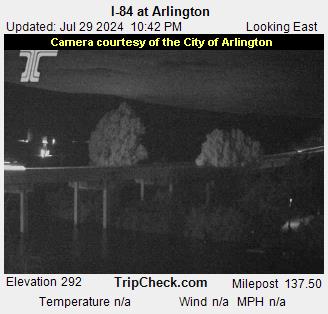 I-84 at Arlington
Updated: Jul 29 2024 10:42 PM Looking East
Camera courtesy of the City of Arlington
Elevation 292 TripCheck.com Milepost 137.50
Temperature n/a Wind n/a MPH n/a